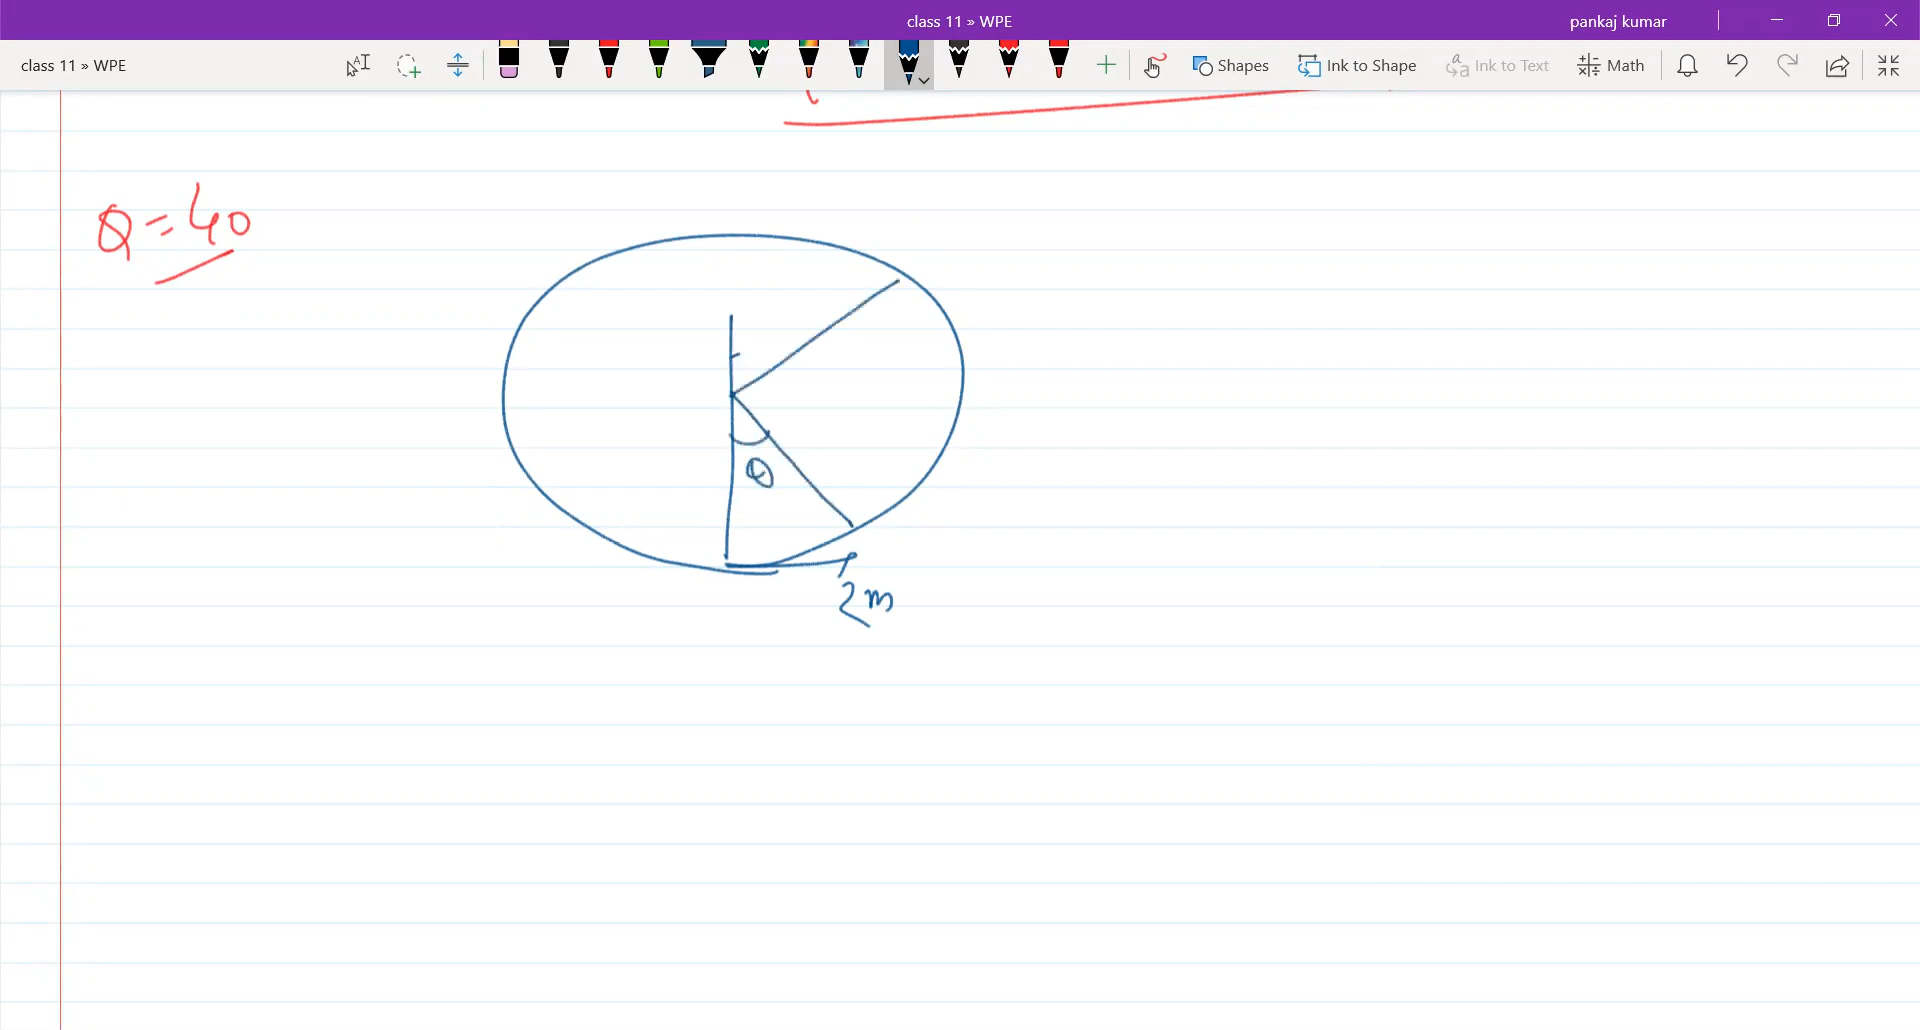 class 11 » WPE
pankaj kumar
class 11 » WPE
Shapes
Ink to Shape
Ink to Text
Math
Q = 40
θ
2m